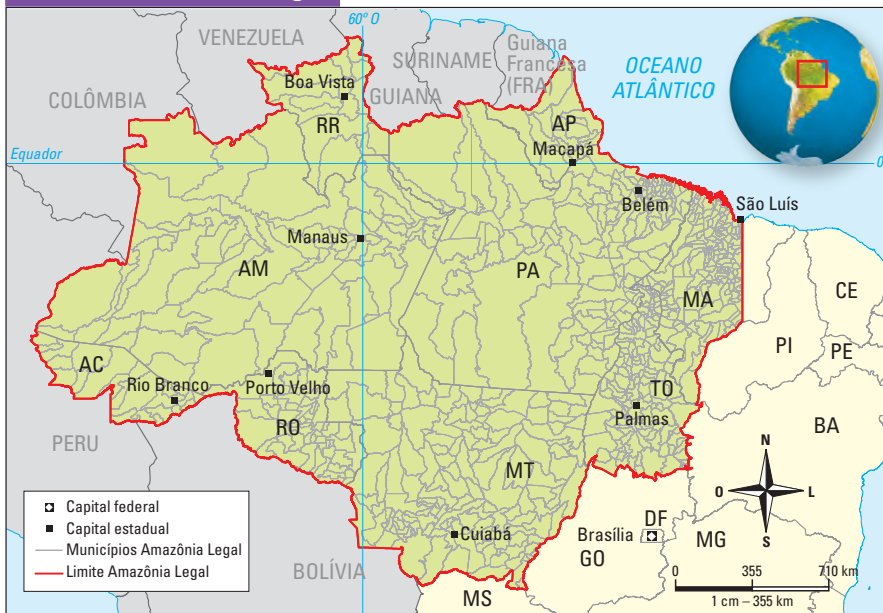 60° O
VENEZUELA
SURINAME
Guiana
Francesa
(FRA)
OCEANO
ATLÂNTICO
Boa Vista
COLÔMBIA
GUIANA
RR
AP
Equador
Macapá
0
Belém
São Luís
Manaus
AM
PA
MA
CE
PI
PE
AC
Rio Branco
Porto Velho
TO
Palmas
RO
PERU
BA
MT
N
O
L
S
Capital federal
Capital estadual
Municípios Amazônia Legal
Limite Amazônia Legal
Cuiabá
Brasília
DF
GO
MG
BOLÍVIA
MS
0 355 710 km
1 cm – 355 km